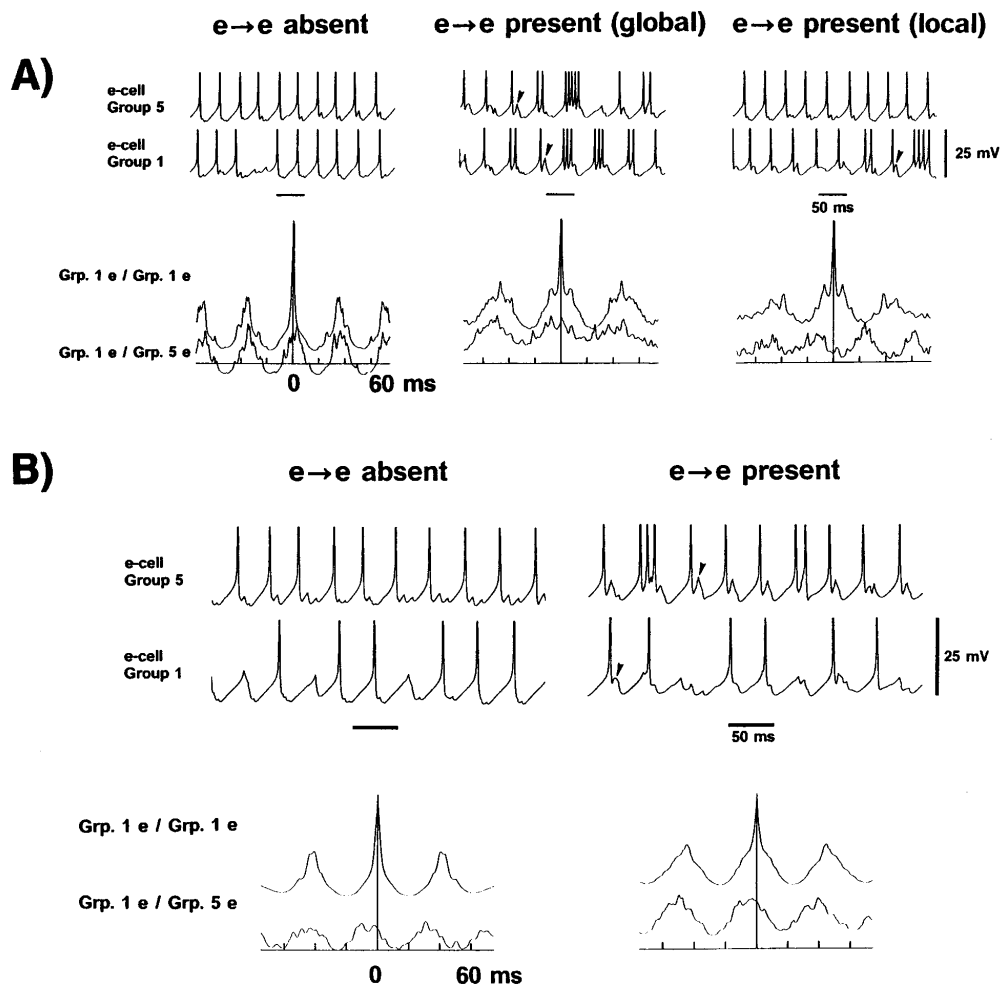 e→e absent
e→e present (global)
e→e present (local)
A)
e-cell
Group 5
e-cell
Group 1
25 mV
50 ms
Grp. 1 e / Grp. 1 e
Grp. 1 e / Grp. 5 e
0
60 ms
B)
e→e absent
e→e present
e-cell
Group 5
e-cell
Group 1
25 mV
50 ms
Grp. 1 e / Grp. 1 e
Grp. 1 e / Grp. 5 e
0
60 ms